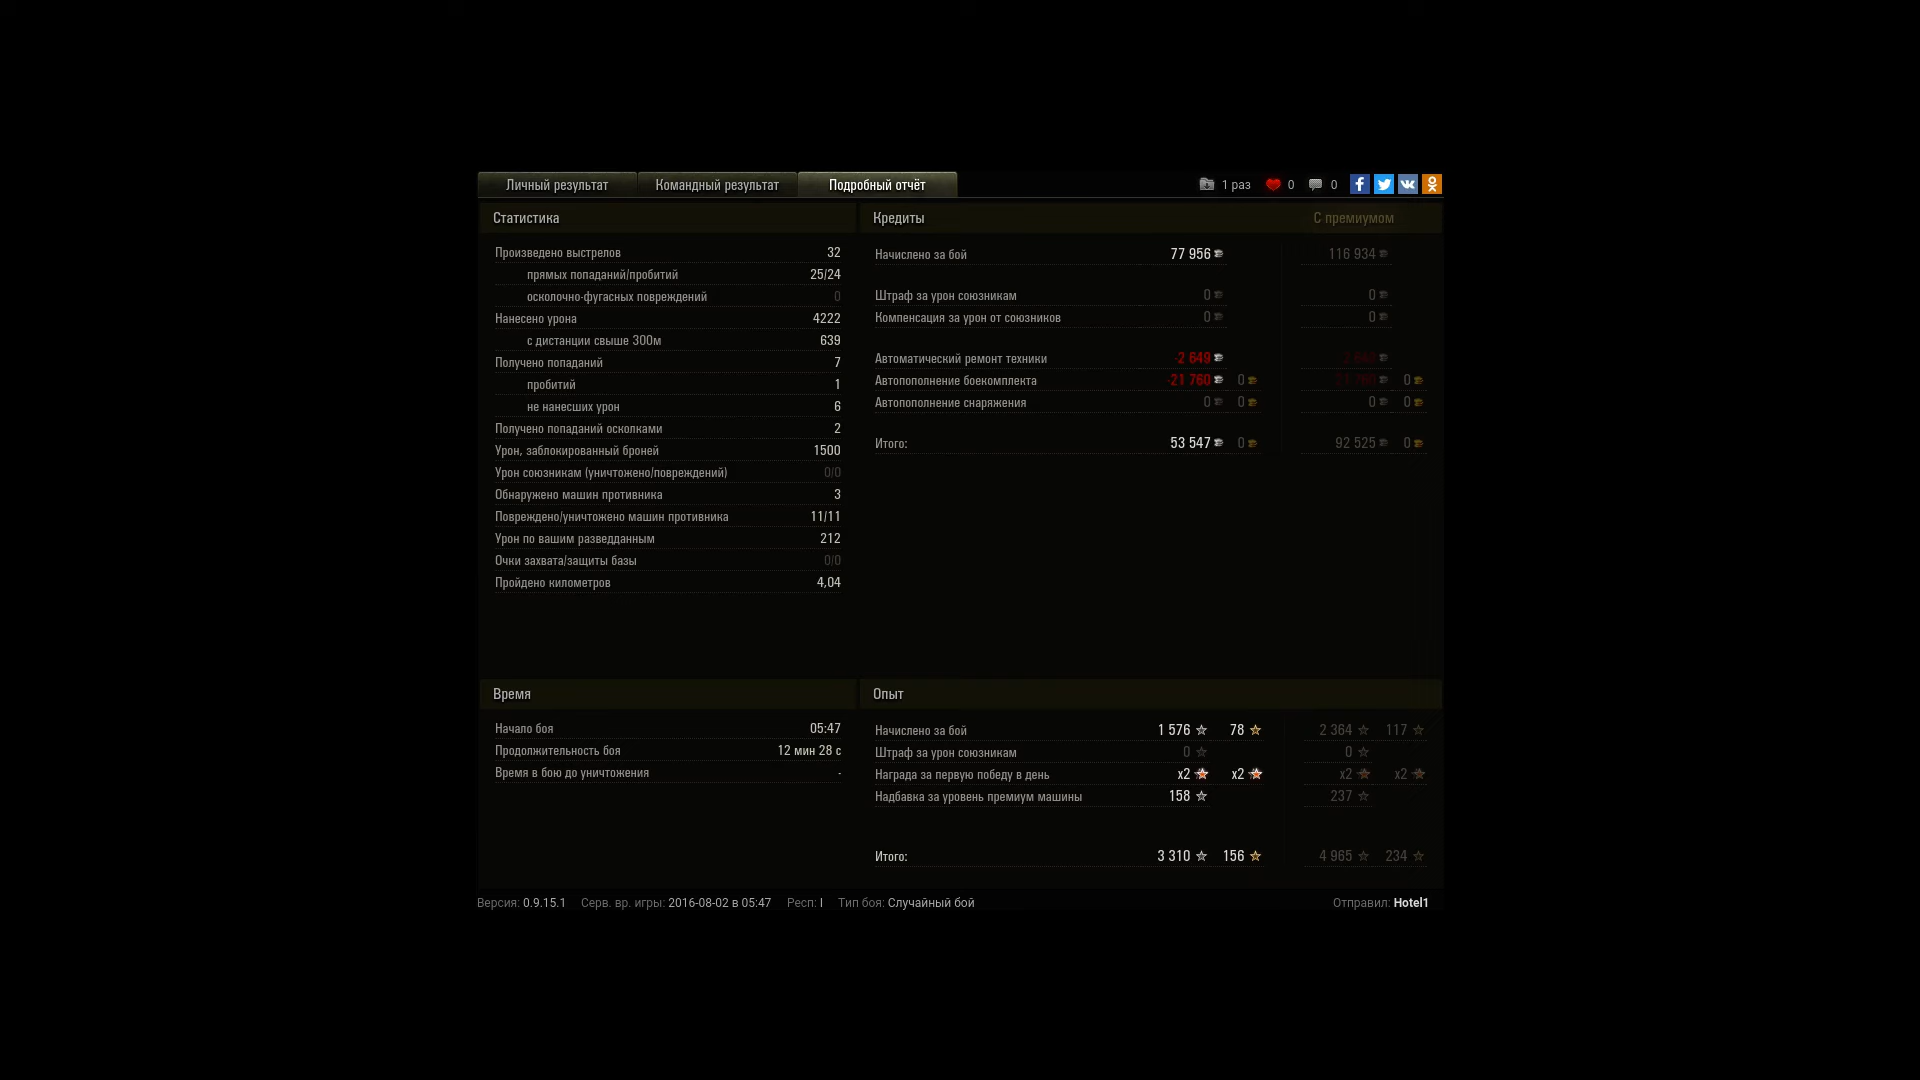 Личный результат Командный результат Подробный отчёт 1 раз 0 0
Статистика
Произведено выстрелов 32
прямых попаданий/пробитий 25/24
осколочно-фугасных повреждений 0
Нанесено урона 4222
с дистанции свыше 300м 639
Получено попаданий 7
пробитий 1
не нанесших урон 6
Получено попаданий осколками 2
Урон, заблокированный броней 1500
Урон союзникам (уничтожено/повреждений) 0/0
Обнаружено машин противника 3
Повреждено/уничтожено машин противника 11/11
Урон по вашим разведданным 212
Очки захвата/защиты базы 0/0
Пройдено километров 4,04
Кредиты С премиумом
Начислено за бой 77 956 116 934
Штраф за урон союзникам 0 0
Компенсация за урон от союзников 0 0
Автоматический ремонт техники -2 649 -2 649
Автопополнение боекомплекта -21 760 0 -21 760 0
Автопополнение снаряжения 0 0 0 0
Итого: 53 547 0 92 525 0
Время
Начало боя 05:47
Продолжительность боя 12 мин 28 с
Время в бою до уничтожения -
Опыт
Начислено за бой 1 576 78 2 364 117
Штраф за урон союзникам 0 0
Награда за первую победу в день x2 x2 x2 x2
Надбавка за уровень премиум машины 158 237
Итого: 3 310 156 4 965 234
Версия: 0.9.15.1 Серв. вр. игры: 2016-08-02 в 05:47 Респ: I Тип боя: Случайный бой Отправил: Hotel1